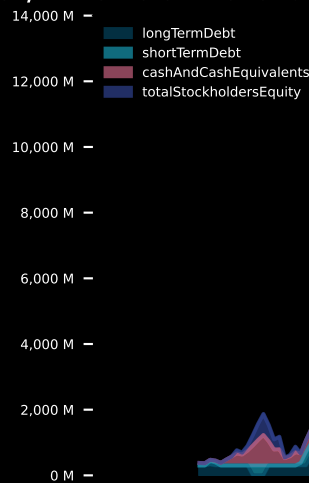 14,000 M
longTermDebt
shortTermDebt
12,000 M
cashAndCashEquivalents
totalStockholdersEquity
10,000 M
8,000 M
6,000 M
4,000 M
2,000 M
0 M